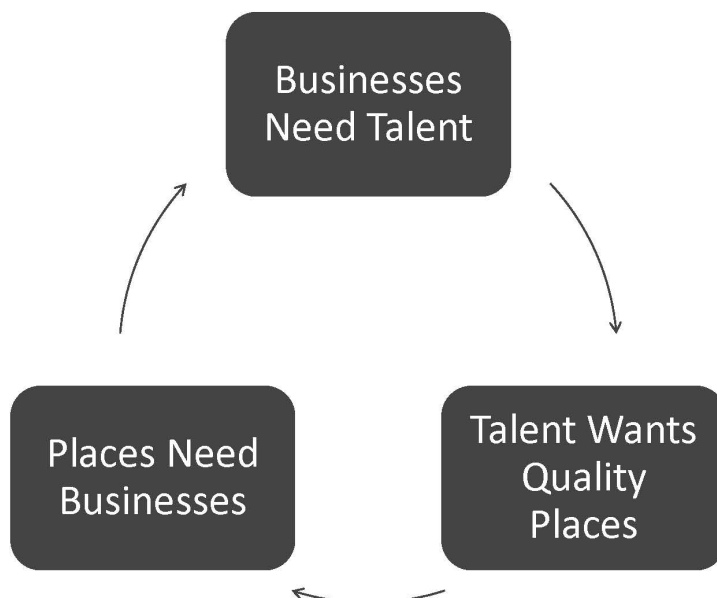 Businesses
Need Talent
Talent Wants
Quality
Places
Places Need
Businesses